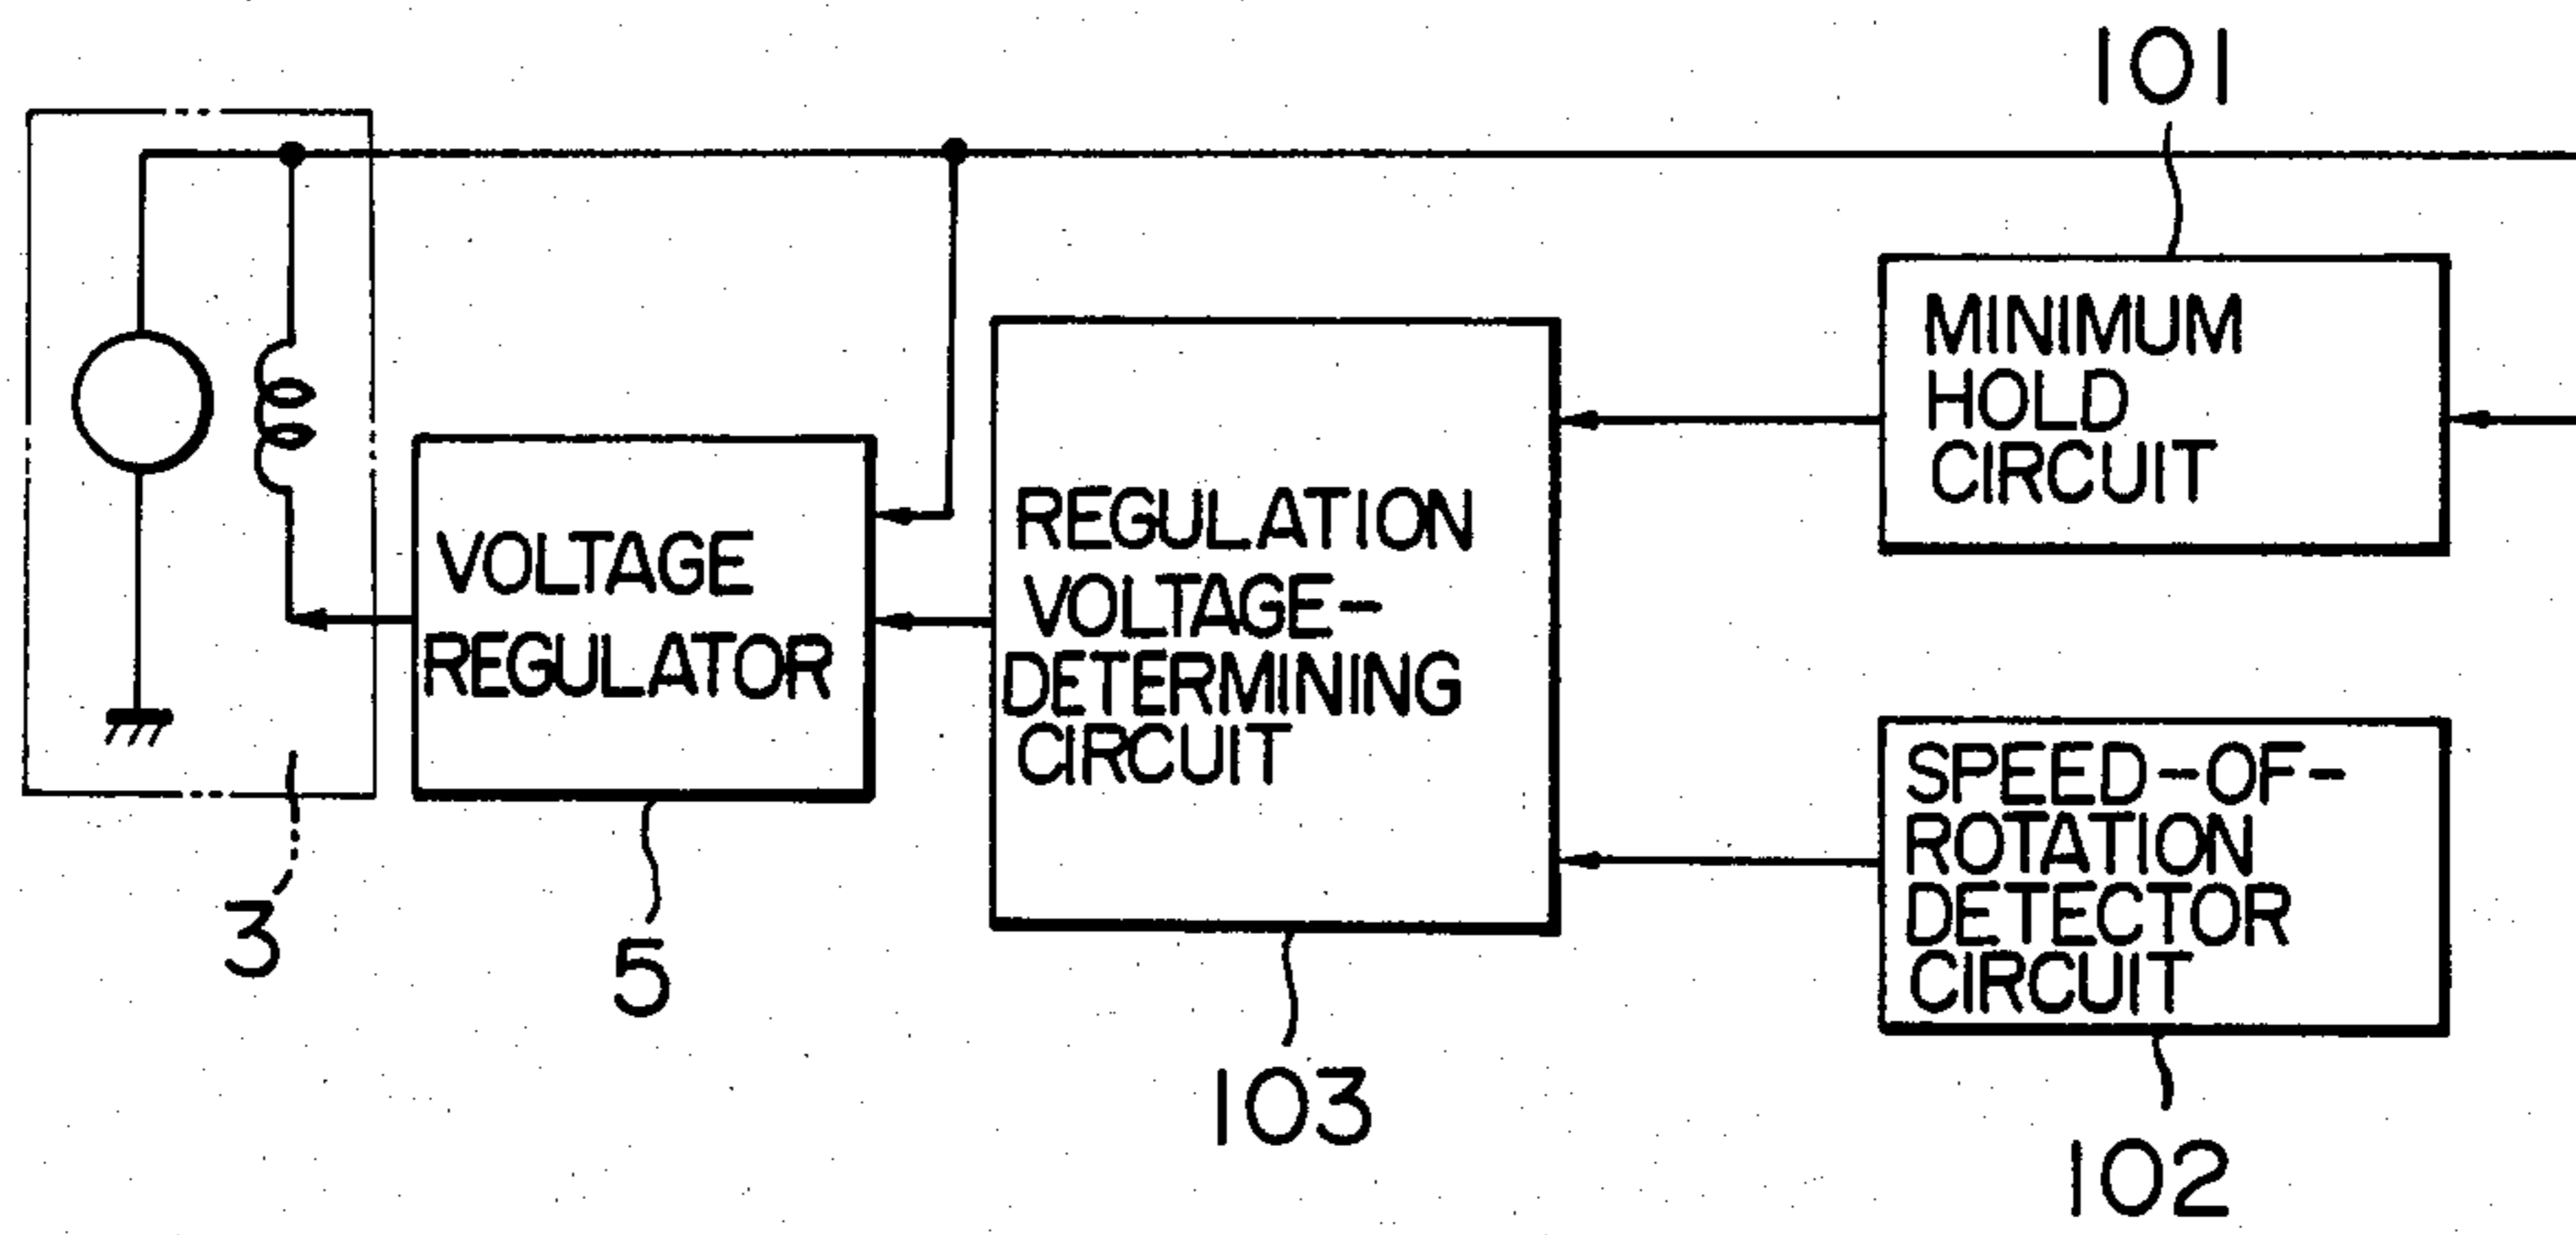 101
MINIMUM
HOLD
CIRCUIT
REGULATION
VOLTAGE-
DETERMINING
CIRCUIT
VOLTAGE
REGULATOR
SPEED-OF-
ROTATION
DETECTOR
CIRCUIT
3
5
103
102